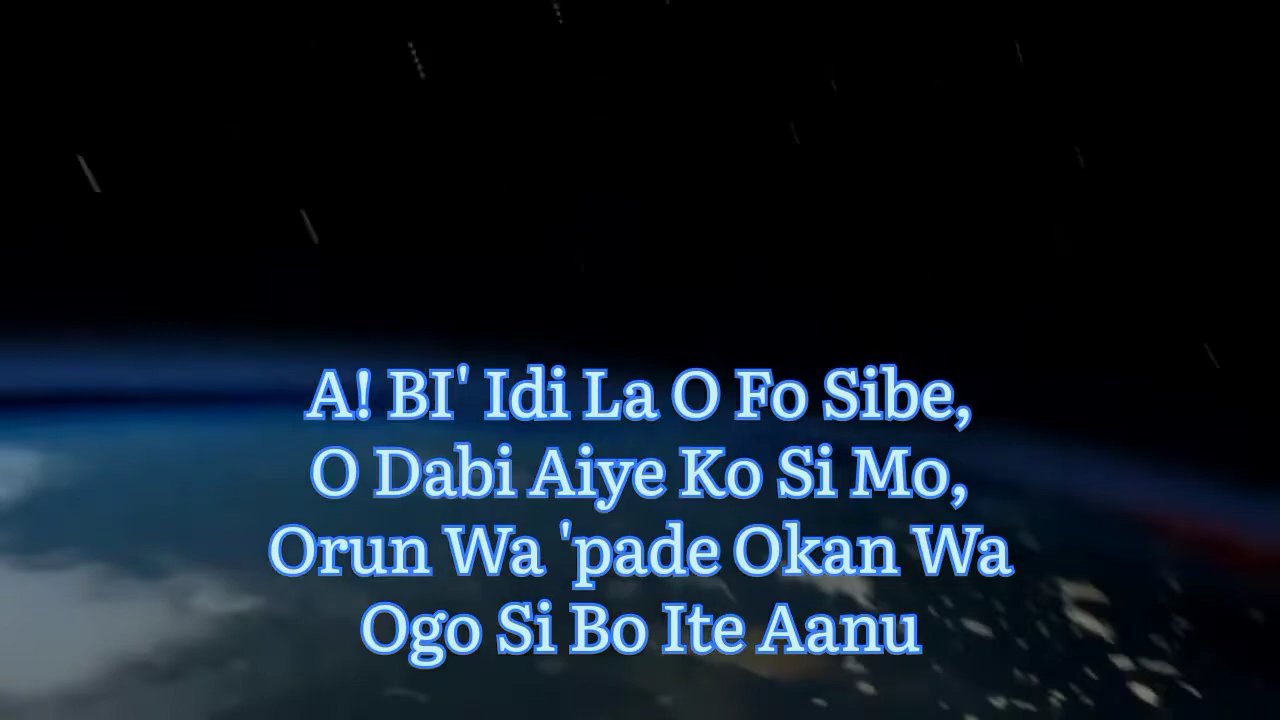 A! BI' Idi La O Fo Sibe,
O Dabi Aiye Ko Si Mo,
Orun Wa 'pade Okan Wa
Ogo Si Bo Ite Aanu